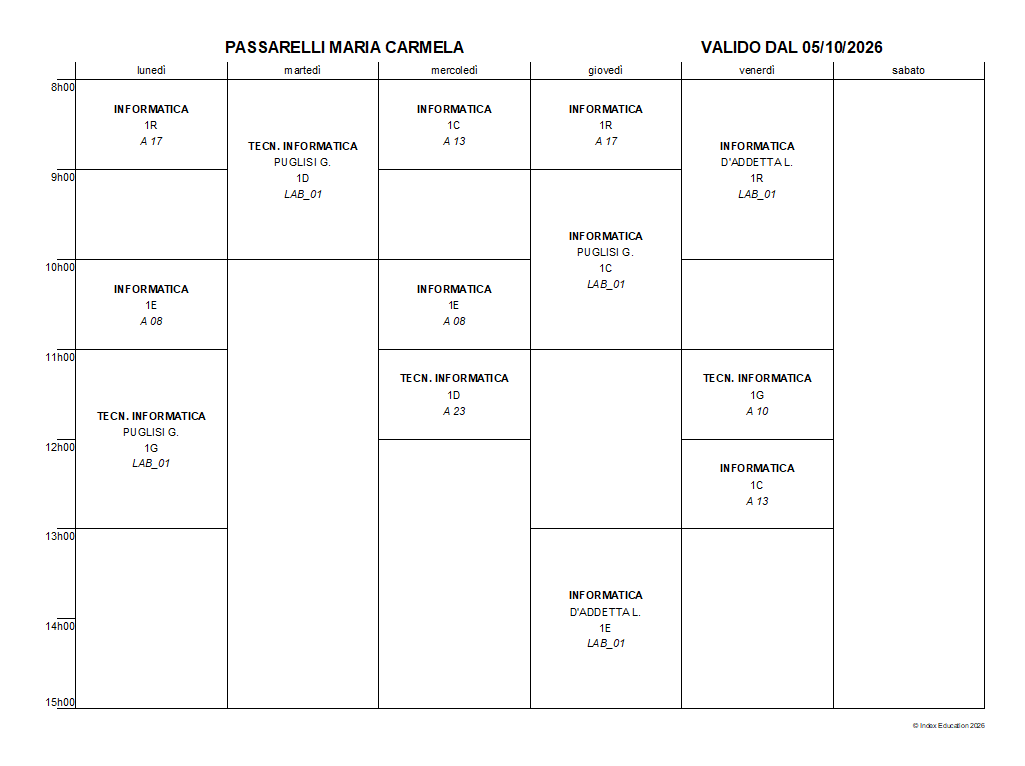 PASSARELLI MARIA CARMELA
VALIDO DAL 05/10/2026
lunedì
martedì
mercoledì
giovedì
venerdì
sabato
8h00
9h00
10h00
11h00
12h00
13h00
14h00
15h00
INFORMATICA
1R
A 17
INFORMATICA
1E
A 08
TECN. INFORMATICA
PUGLISI G.
1G
LAB_01
TECN. INFORMATICA
PUGLISI G.
1D
LAB_01
INFORMATICA
1C
A 13
INFORMATICA
1E
A 08
TECN. INFORMATICA
1D
A 23
INFORMATICA
1R
A 17
INFORMATICA
PUGLISI G.
1C
LAB_01
INFORMATICA
D'ADDETTA L.
1E
LAB_01
INFORMATICA
D'ADDETTA L.
1R
LAB_01
TECN. INFORMATICA
1G
A 10
INFORMATICA
1C
A 13
© Index Education 2026